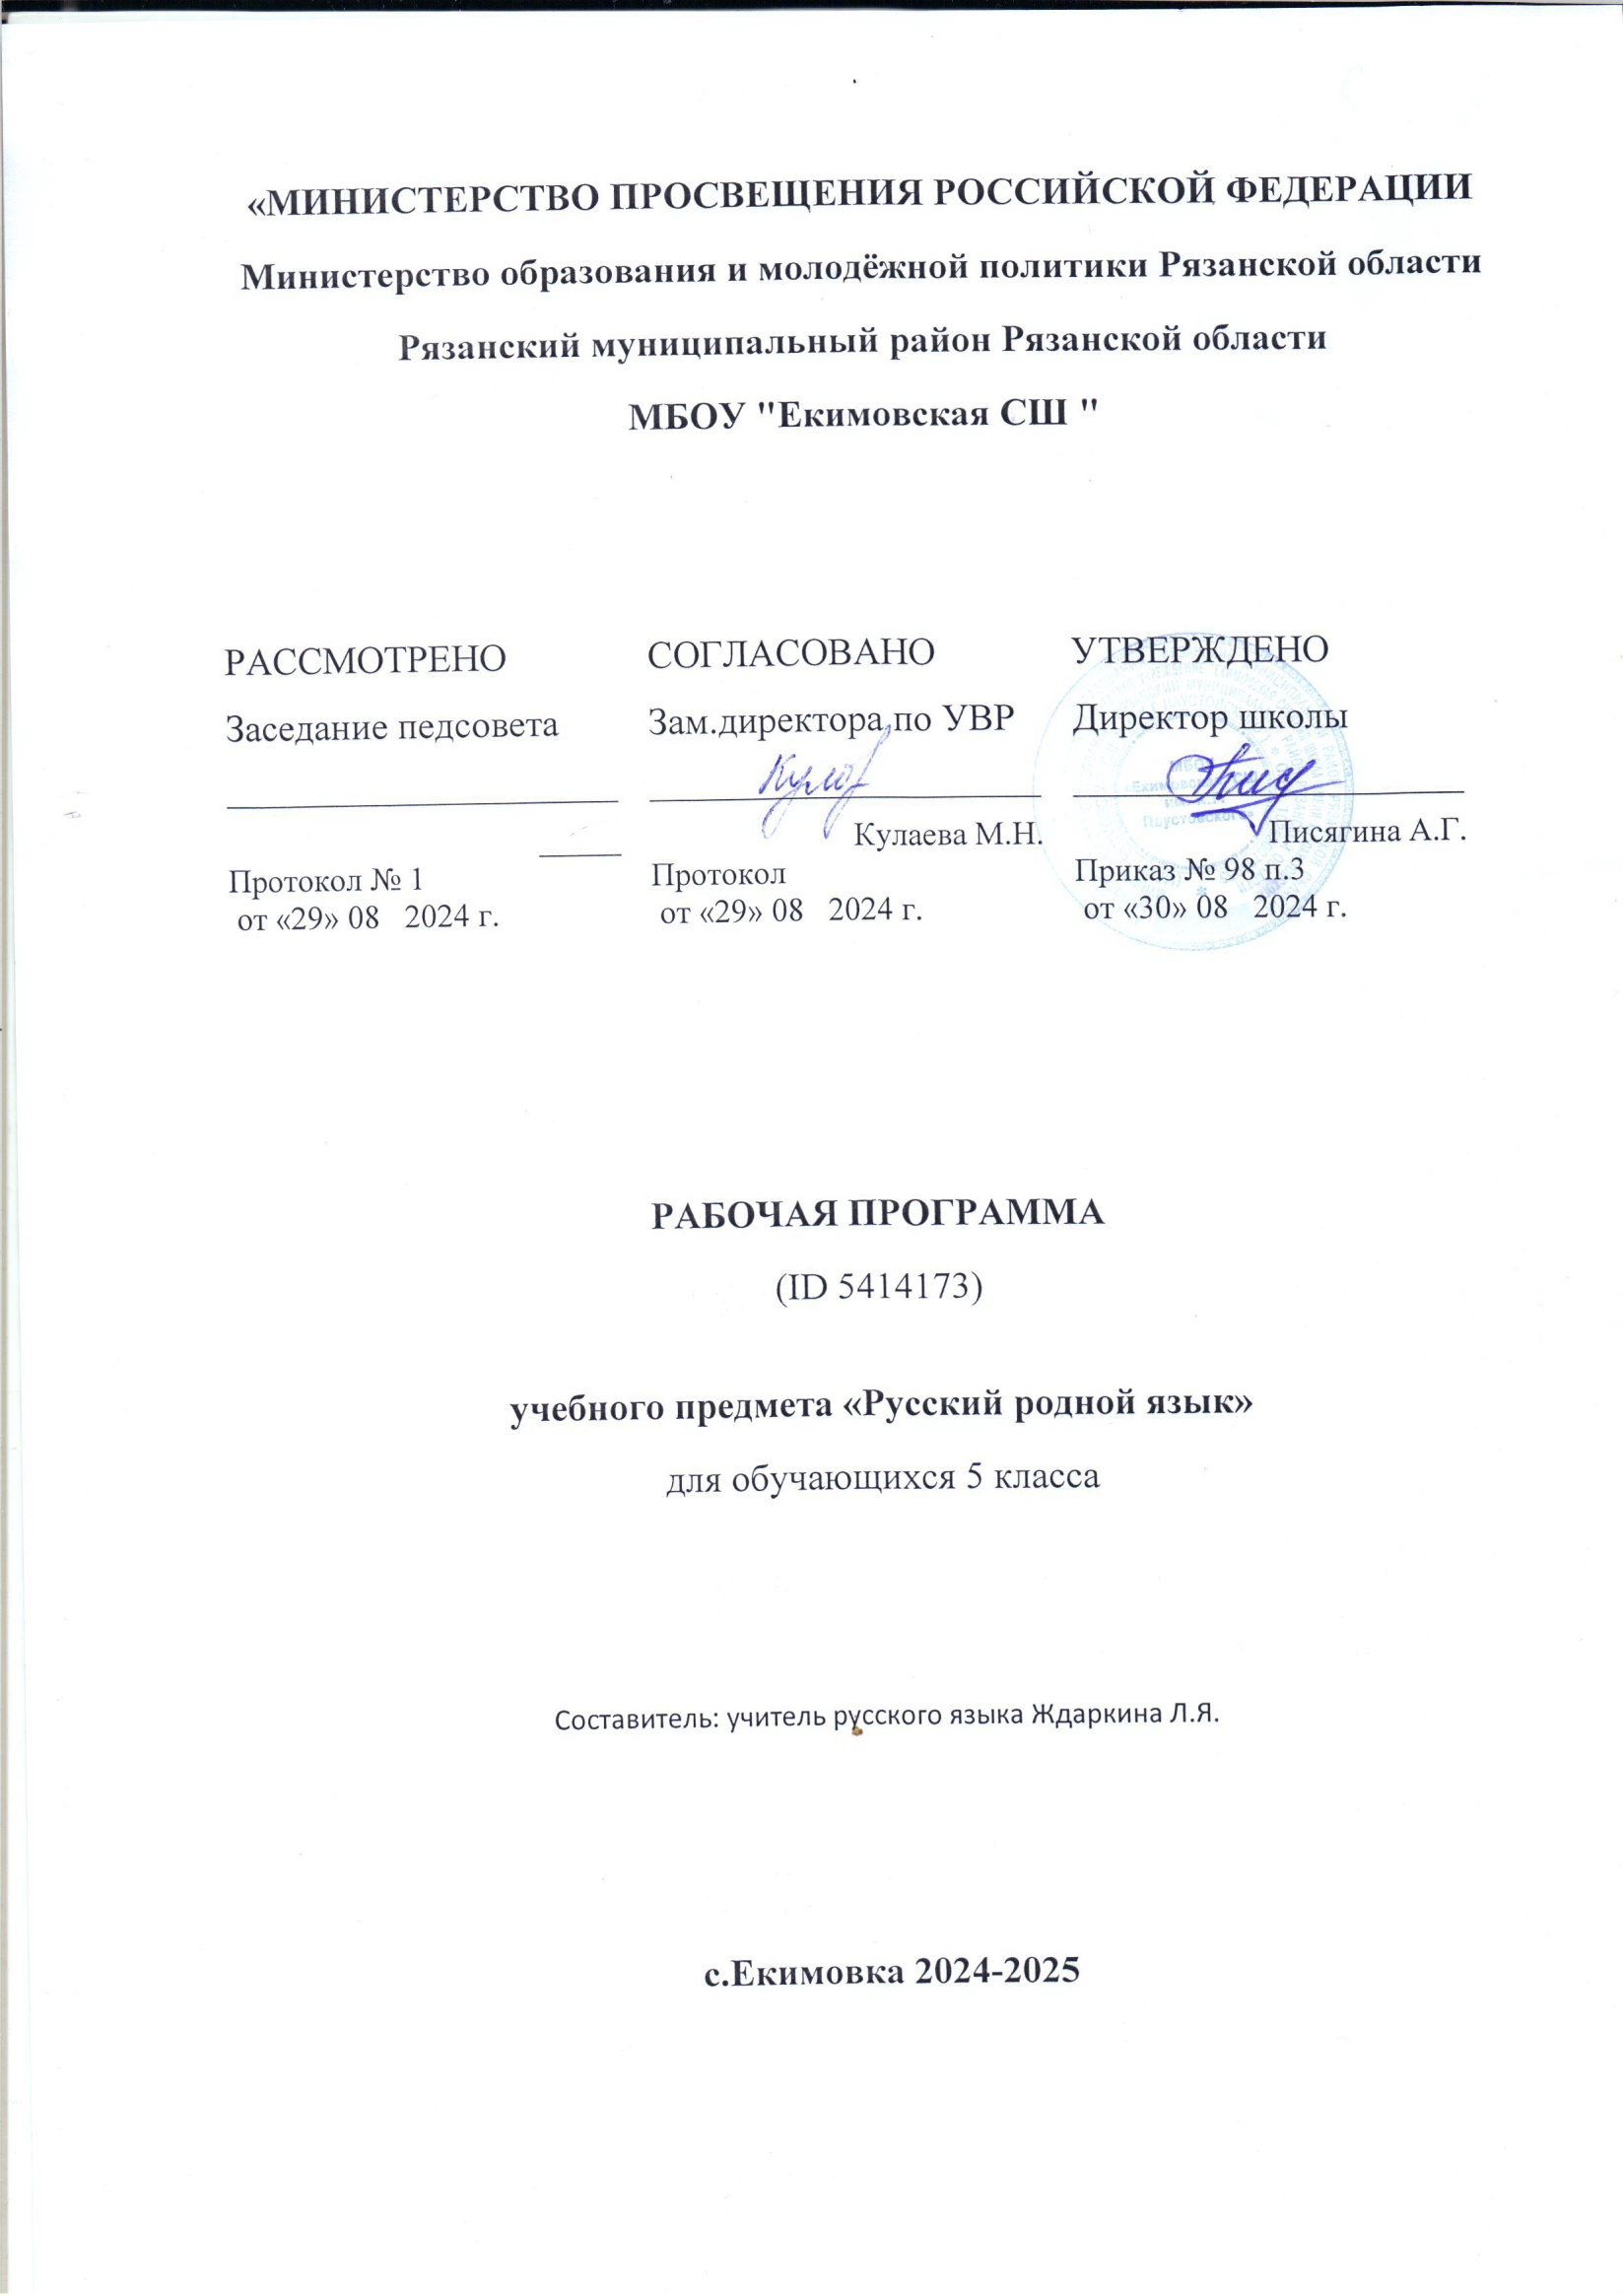 «МИНИСТЕРСТВО ПРОСВЕЩЕНИЯ РОССИЙСКОЙ ФЕДЕРАЦИИ
Министерство образования и молодёжной политики Рязанской области
Рязанский муниципальный район Рязанской области
МБОУ "Екимовская СШ "
РАССМОТРЕНО
Заседание педсовета
Протокол № 1
от «29» 08 2024 г.
СОГЛАСОВАНО
Зам.директора по УВР
Кулаева М.Н.
Протокол
от «29» 08 2024 г.
УТВЕРЖДЕНО
Директор школы
Писягина А.Г.
Приказ № 98 п.3
от «30» 08 2024 г.
МБОУ
Паустовского»
РАБОЧАЯ ПРОГРАММА
(ID 5414173)
учебного предмета «Русский родной язык»
для обучающихся 5 класса
Составитель: учитель русского языка Ждаркина Л.Я.
с.Екимовка 2024-2025